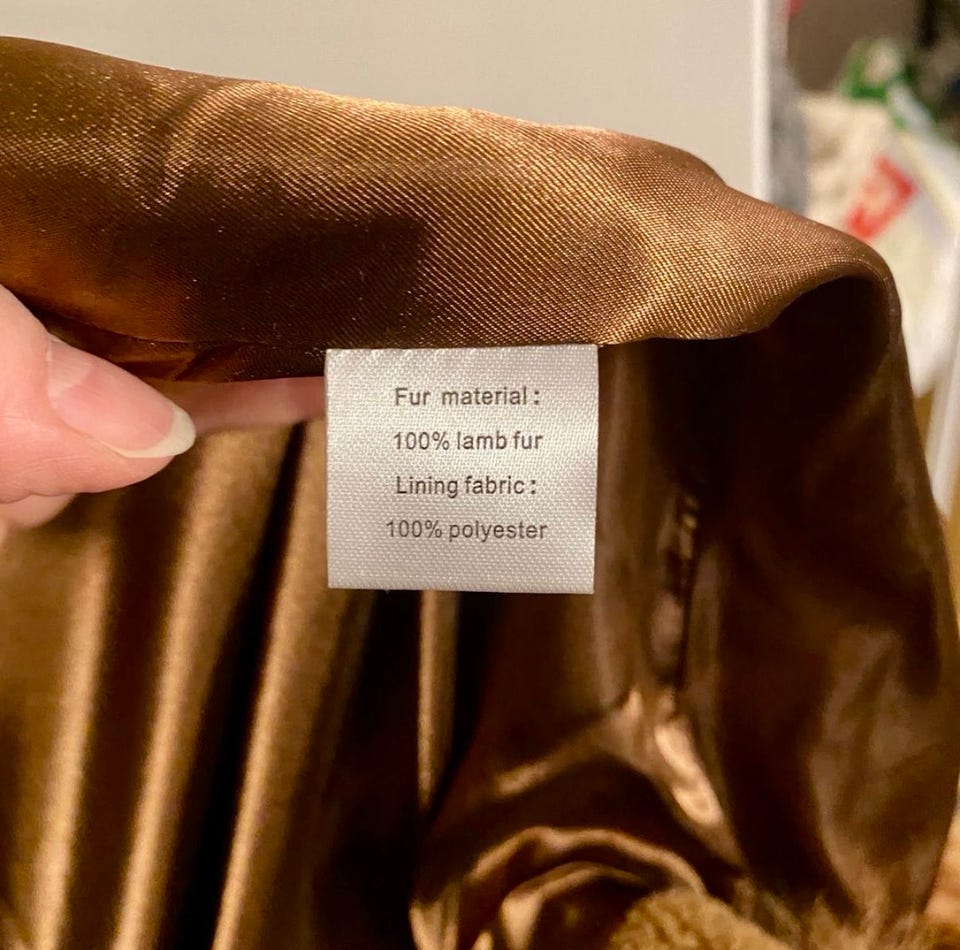 Fur material:
100% lamb fur
Lining fabric:
100% polyester